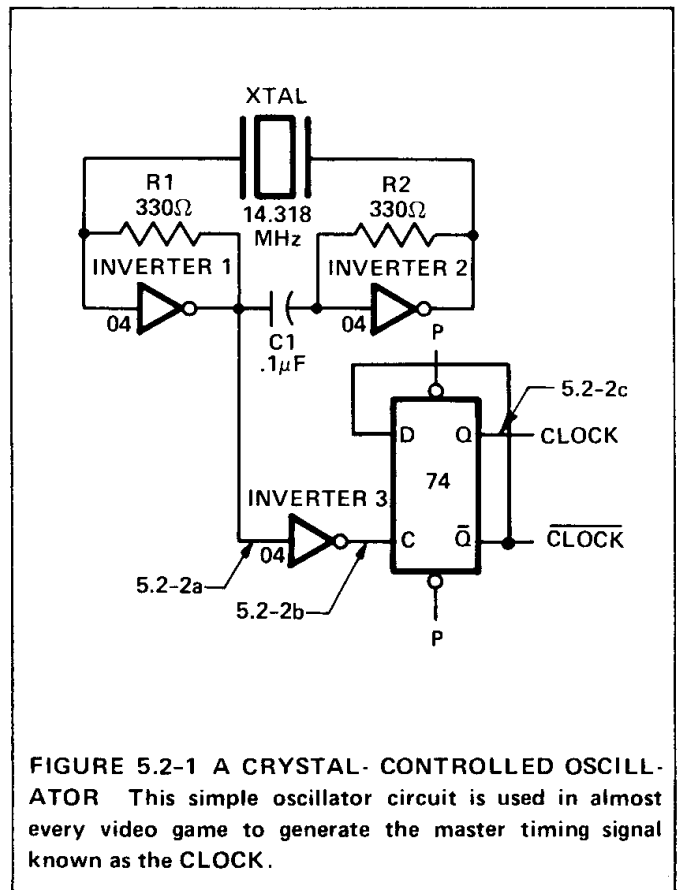 XTAL
R1
330Ω
14.318
MHz
R2
330Ω
INVERTER 1
INVERTER 2
04
C1
.1µF
04
P
5.2-2c
D
Q
CLOCK
74
INVERTER 3
04
C
Q̅
C̅L̅O̅C̅K̅
5.2-2a
5.2-2b
P
FIGURE 5.2-1 A CRYSTAL- CONTROLLED OSCILL-
ATOR This simple oscillator circuit is used in almost
every video game to generate the master timing signal
known as the CLOCK.